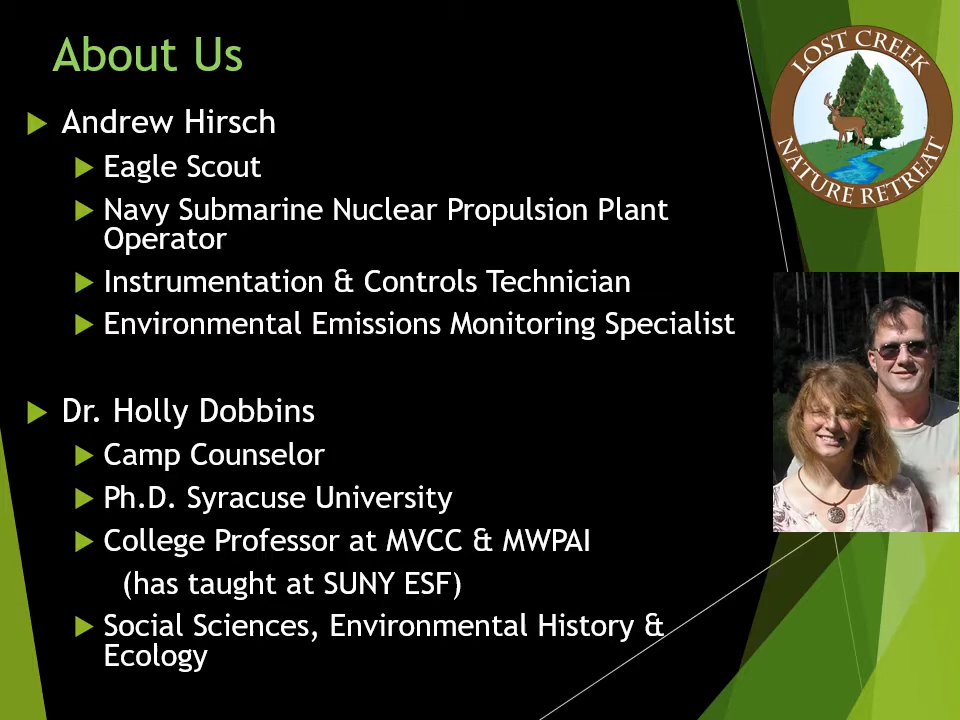 About Us
LOST CREEK
NATURE RETREAT
Andrew Hirsch
Eagle Scout
Navy Submarine Nuclear Propulsion Plant
Operator
Instrumentation & Controls Technician
Environmental Emissions Monitoring Specialist
Dr. Holly Dobbins
Camp Counselor
Ph.D. Syracuse University
College Professor at MVCC & MWPAI
(has taught at SUNY ESF)
Social Sciences, Environmental History &
Ecology